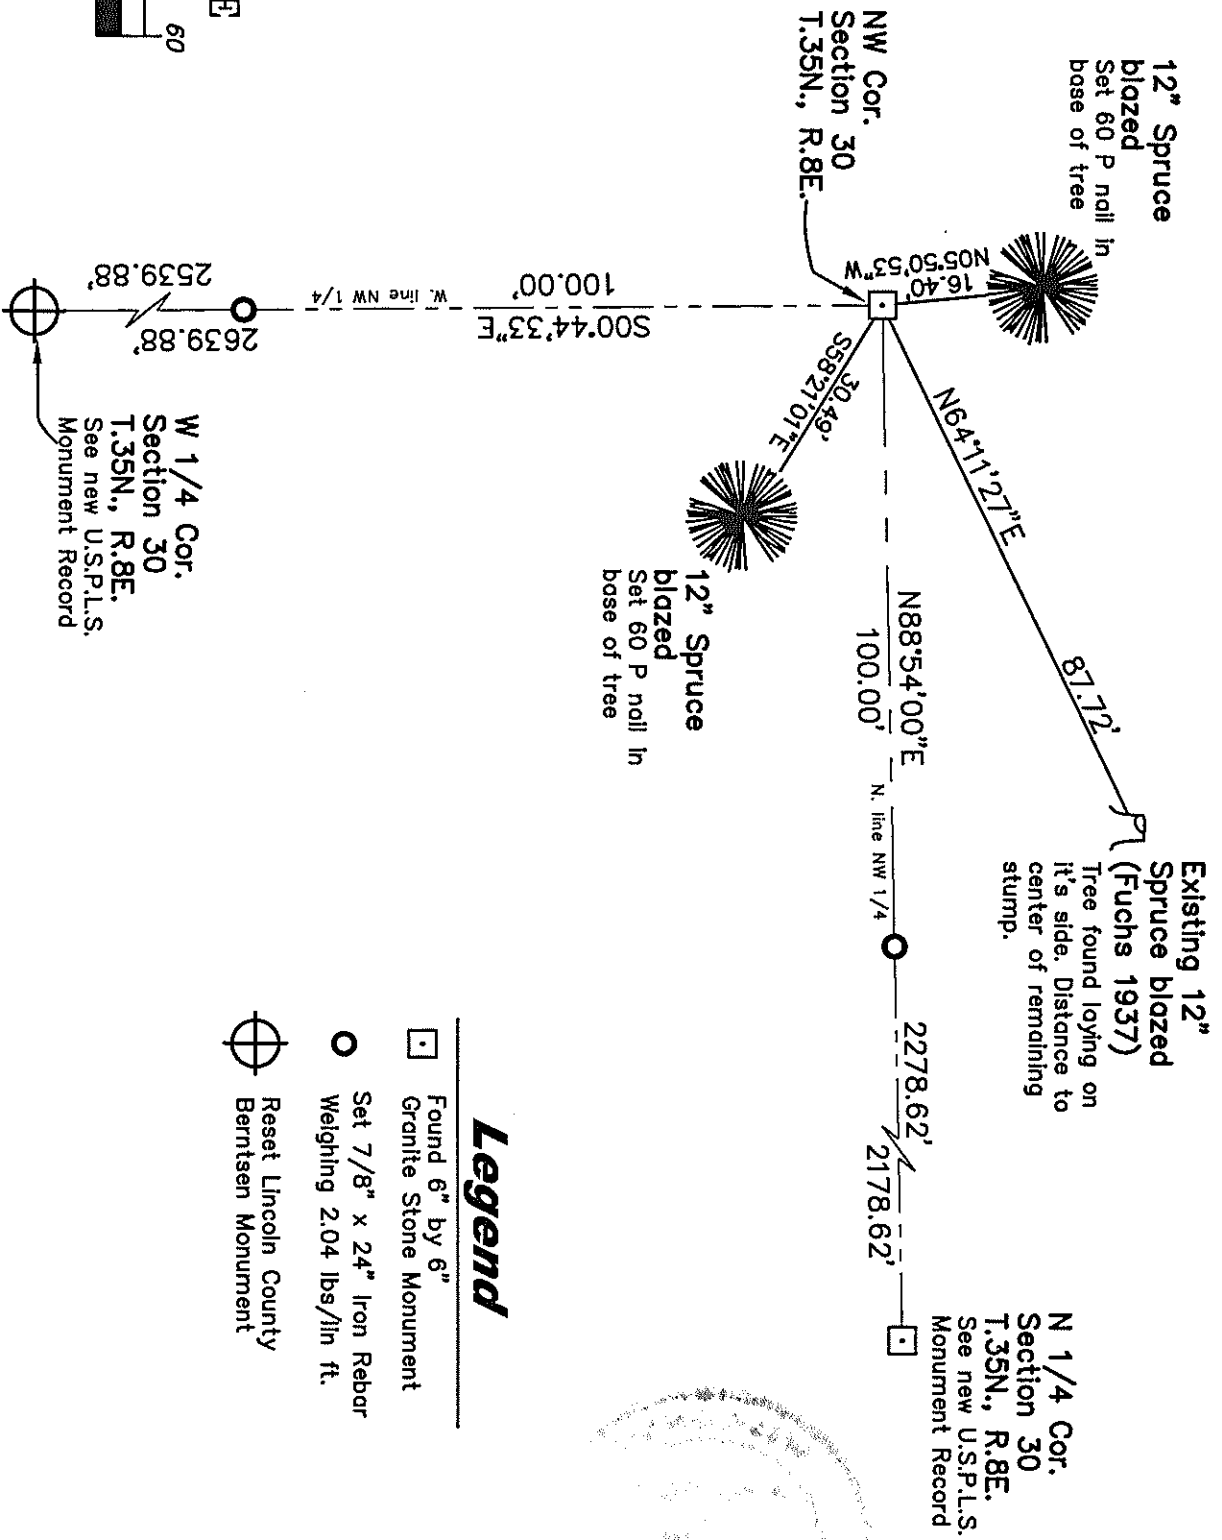 12" Spruce
blazed
Set 60 P nail in
base of tree
NW Cor.
Section 30
T.35N., R.8E.
N05°50'53"W
16.40'
N64°11'27"E
87.72'
Existing 12"
Spruce blazed
(Fuchs 1937)
Tree found laying on
it's side. Distance to
center of remaining
stump.
S58°21'01"E
30.49'
12" Spruce
blazed
Set 60 P nail in
base of tree
N88°54'00"E
100.00'
N. line NW 1/4
2278.62'
2178.62'
N 1/4 Cor.
Section 30
T.35N., R.8E.
See new U.S.P.L.S.
Monument Record
S00°44'33"E
100.00'
W. line NW 1/4
2639.88'
2539.88'
W 1/4 Cor.
Section 30
T.35N., R.8E.
See new U.S.P.L.S.
Monument Record
Legend
Found 6" by 6"
Granite Stone Monument
Set 7/8" x 24" Iron Rebar
Weighing 2.04 lbs/lin ft.
Reset Lincoln County
Berntsen Monument
60